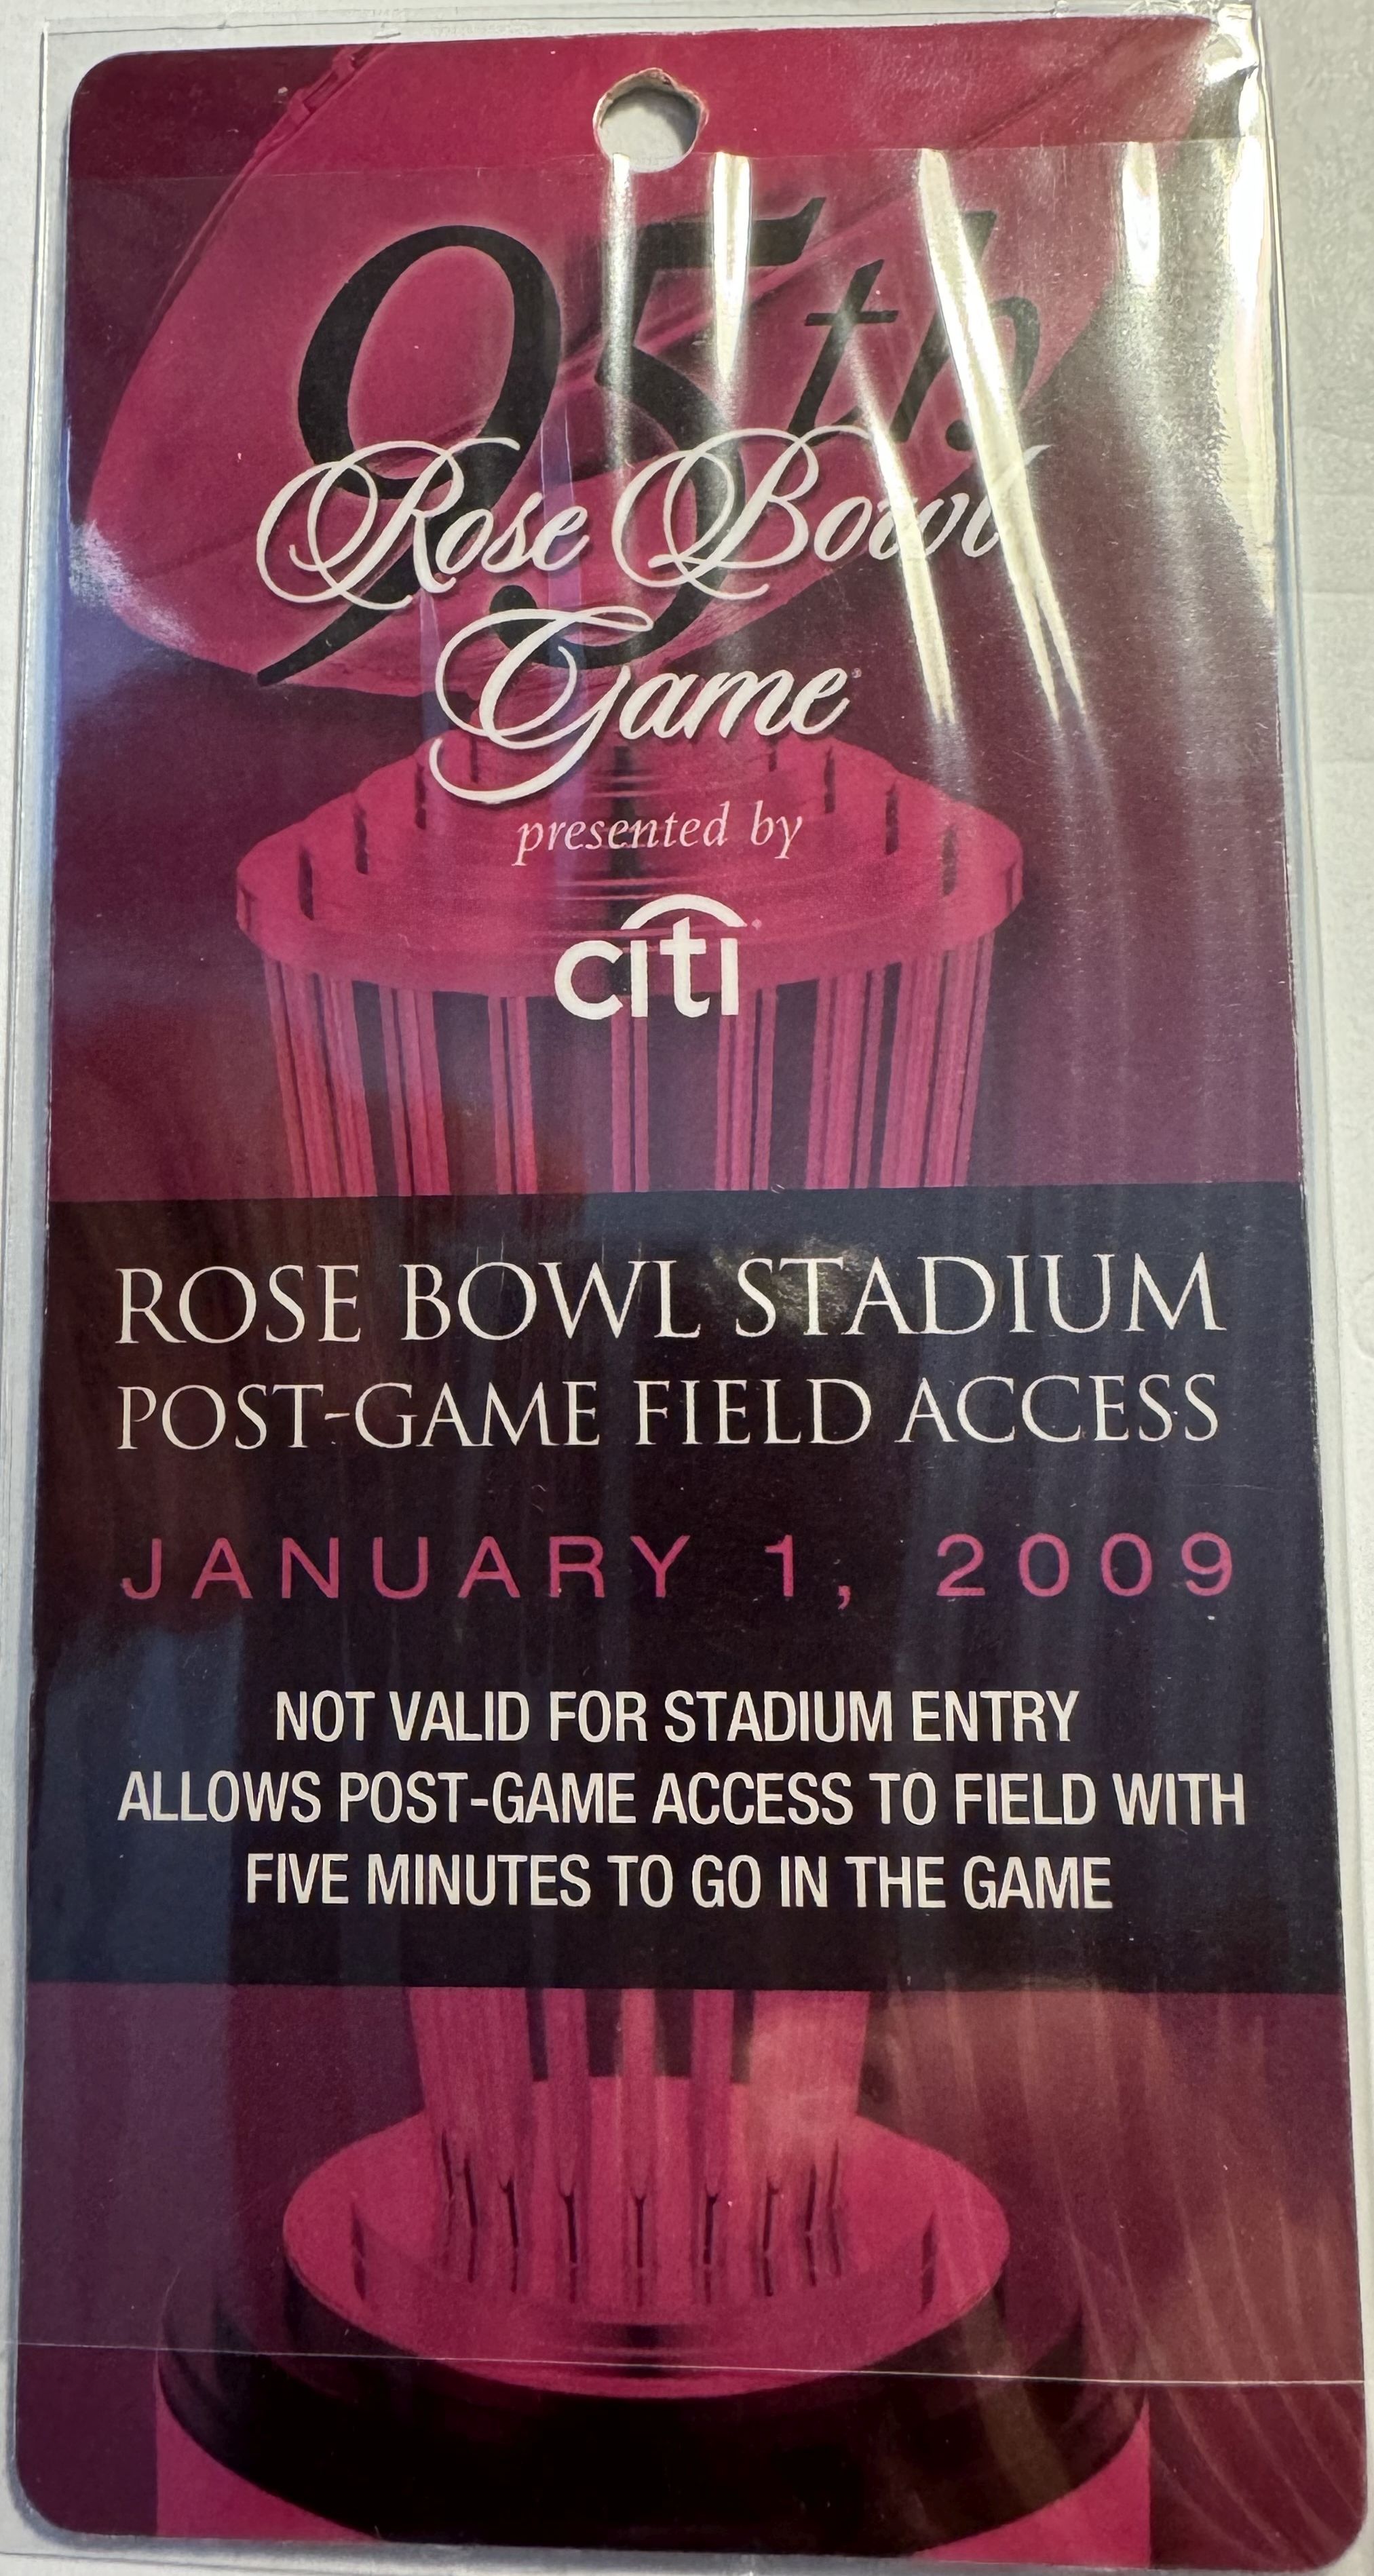 95th
Rose Bowl
Game
presented by
citi
ROSE BOWL STADIUM
POST-GAME FIELD ACCESS
JANUARY 1, 2009
NOT VALID FOR STADIUM ENTRY
ALLOWS POST-GAME ACCESS TO FIELD WITH
FIVE MINUTES TO GO IN THE GAME